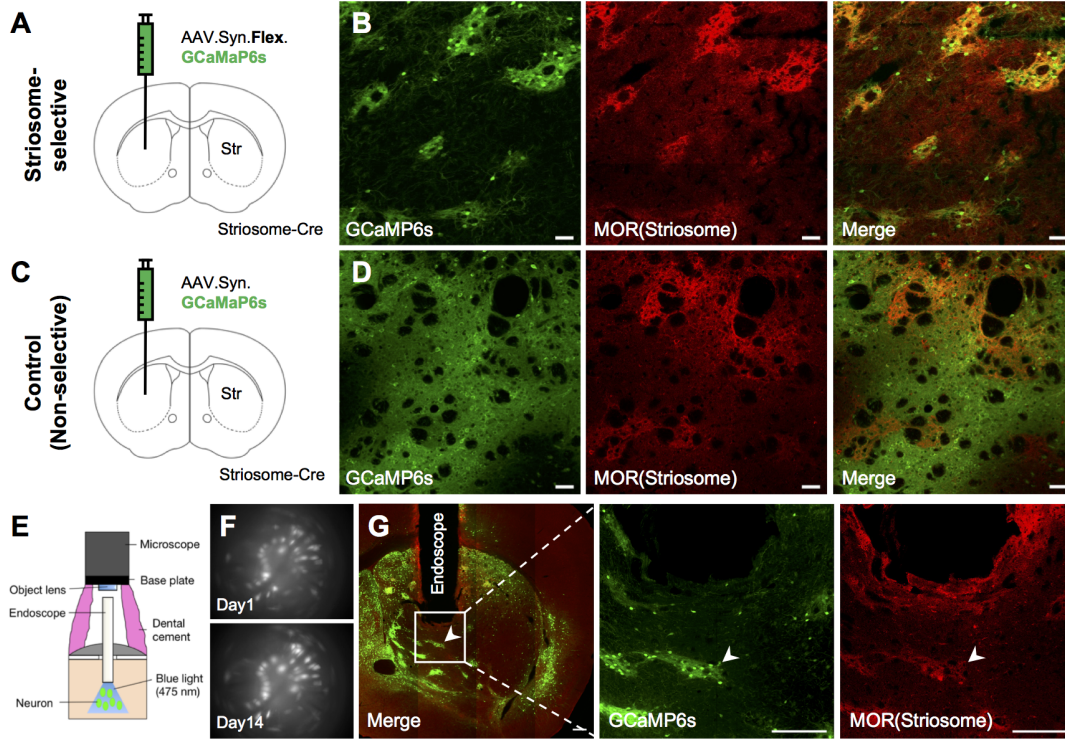 A
Striosome-
selective
AAV.Syn.Flex.
GCaMaP6s
Str
Striosome-Cre
B
GCaMP6s
MOR(Striosome)
Merge
C
Control
(Non-selective)
AAV.Syn.
GCaMaP6s
Str
Striosome-Cre
D
GCaMP6s
MOR(Striosome)
Merge
E
Microscope
Base plate
Object lens
Endoscope
Dental
cement
Blue light
(475 nm)
Neuron
F
Day1
Day14
G
Endoscope
Merge
GCaMP6s
MOR(Striosome)